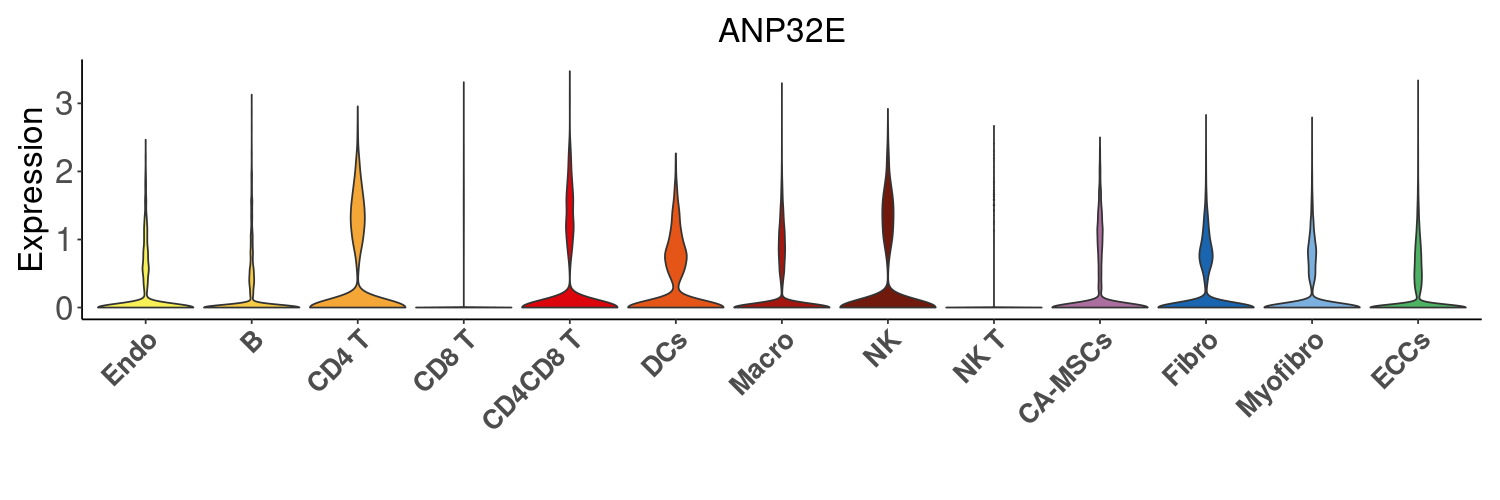 ANP32E
Expression
3
2
1
0
Endo
B
CD4 T
CD8 T
CD4CD8 T
DCs
Macro
NK
NK T
CA-MSCs
Fibro
Myofibro
ECCs